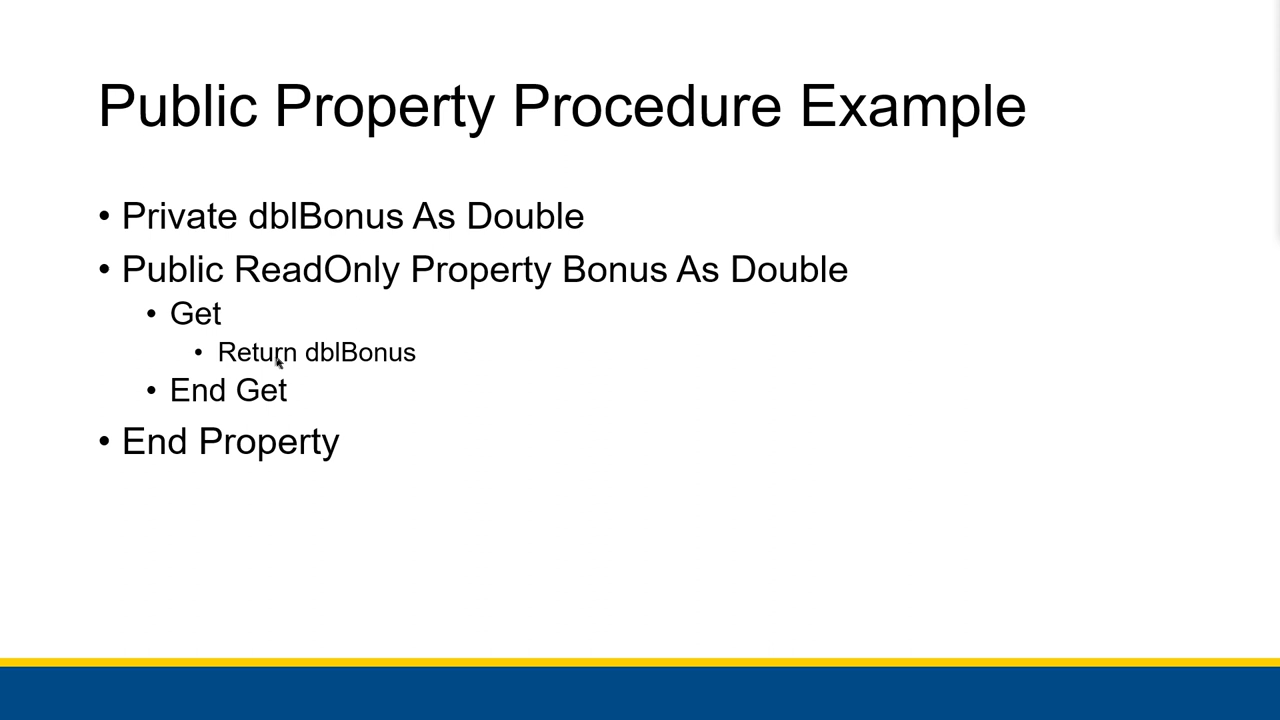 Public Property Procedure Example
• Private dblBonus As Double
• Public ReadOnly Property Bonus As Double
• Get
• Return dblBonus
• End Get
• End Property